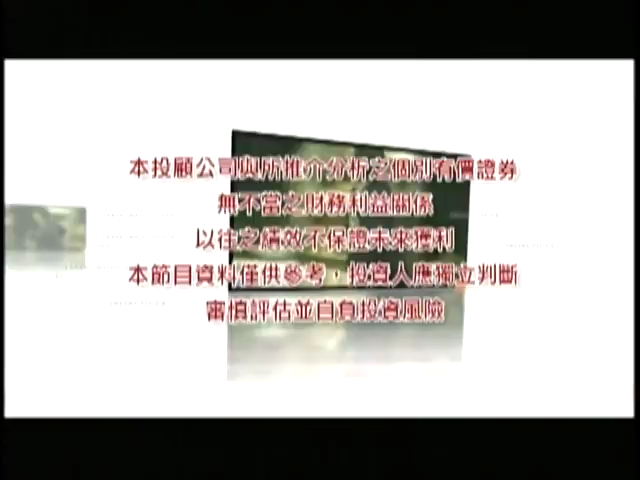 本投顧公司與所推介分析之個別有價證券
無不當之財務利益關係
以往之績效不保證未來獲利
本節目資料僅供參考，投資人應獨立判斷
審慎評估並自負投資風險